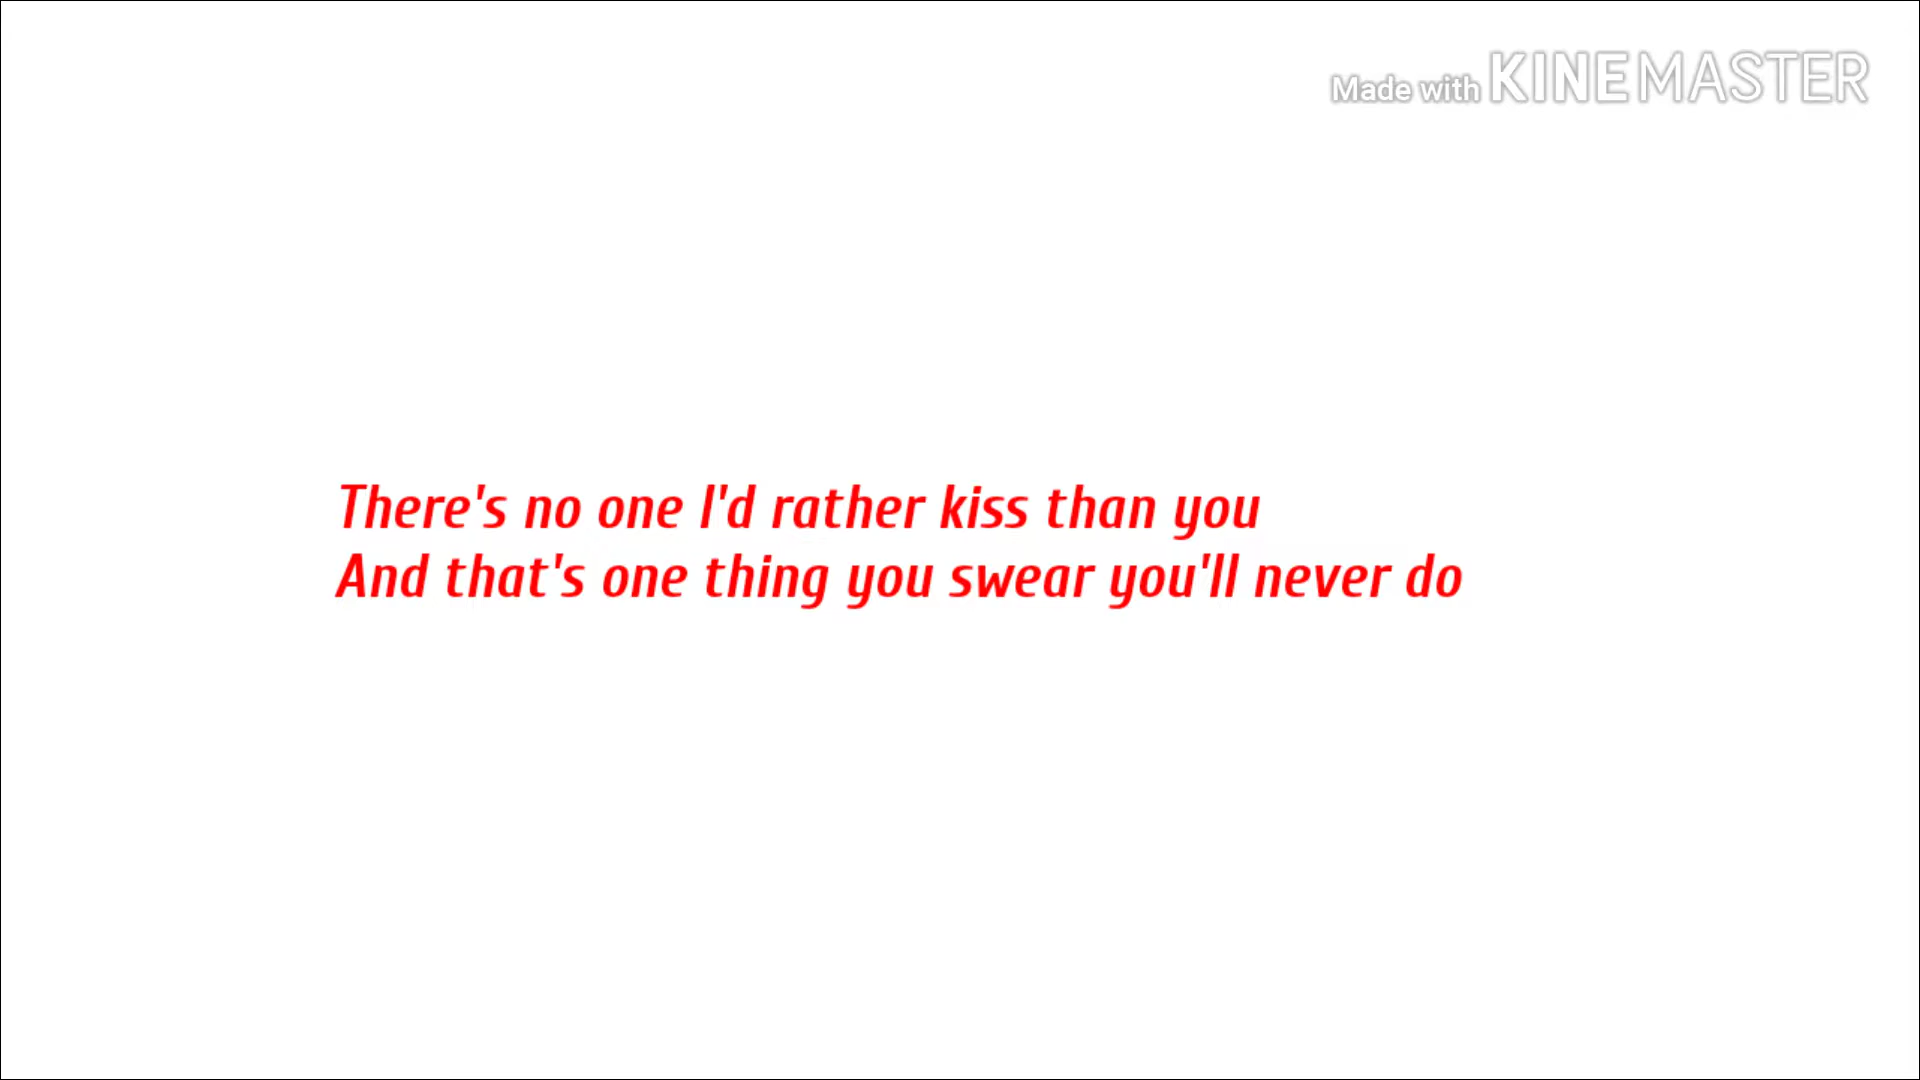 Made with KINEMASTER
There's no one I'd rather kiss than you
And that's one thing you swear you'll never do